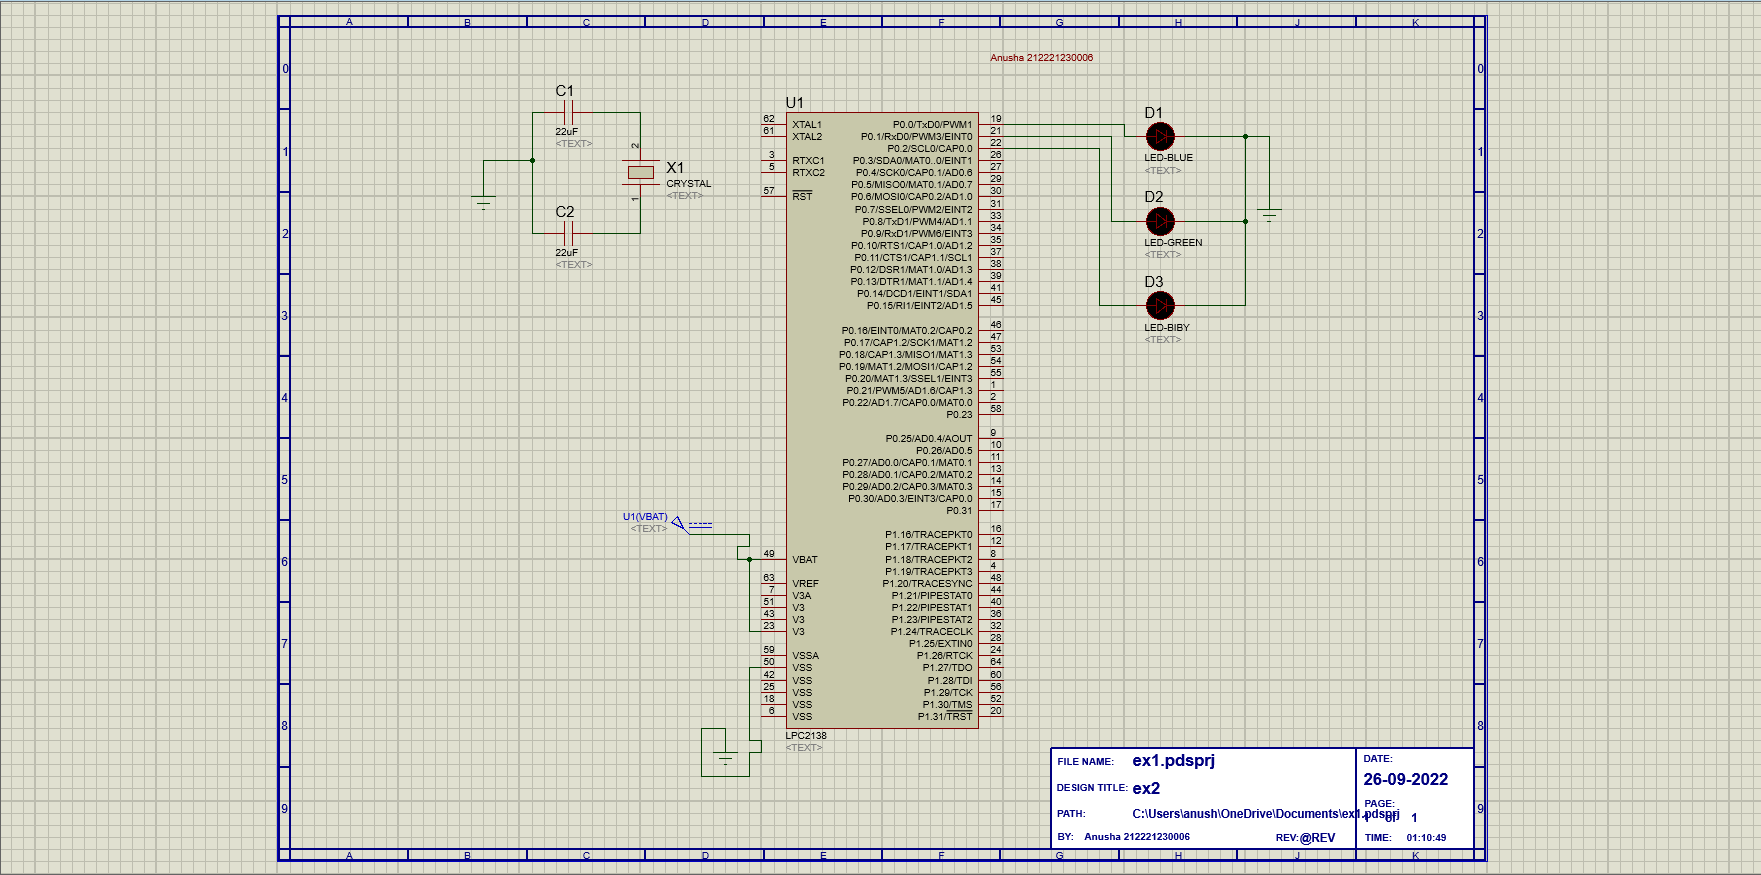 A B C D E F G H J K
Anusha 212221230006
0 0
1 1
2 2
3 3
4 4
5 5
6 6
7 7
8 8
9 9
C1
22uF
<TEXT>
2
X1
CRYSTAL
<TEXT>
1
C2
22uF
<TEXT>
U1
62 XTAL1
61 XTAL2
3 RTXC1
5 RTXC2
57 RST
P0.0/TxD0/PWM1 19
P0.1/RxD0/PWM3/EINT0 21
P0.2/SCL0/CAP0.0 22
P0.3/SDA0/MAT0..0/EINT1 26
P0.4/SCK0/CAP0.1/AD0.6 27
P0.5/MISO0/MAT0.1/AD0.7 29
P0.6/MOSI0/CAP0.2/AD1.0 30
P0.7/SSEL0/PWM2/EINT2 31
P0.8/TxD1/PWM4/AD1.1 33
P0.9/RxD1/PWM6/EINT3 34
P0.10/RTS1/CAP1.0/AD1.2 35
P0.11/CTS1/CAP1.1/SCL1 37
P0.12/DSR1/MAT1.0/AD1.3 38
P0.13/DTR1/MAT1.1/AD1.4 39
P0.14/DCD1/EINT1/SDA1 41
P0.15/RI1/EINT2/AD1.5 45
P0.16/EINT0/MAT0.2/CAP0.2 46
P0.17/CAP1.2/SCK1/MAT1.2 47
P0.18/CAP1.3/MISO1/MAT1.3 53
P0.19/MAT1.2/MOSI1/CAP1.2 54
P0.20/MAT1.3/SSEL1/EINT3 55
P0.21/PWM5/AD1.6/CAP1.3 1
P0.22/AD1.7/CAP0.0/MAT0.0 2
P0.23 58
P0.25/AD0.4/AOUT 9
P0.26/AD0.5 10
P0.27/AD0.0/CAP0.1/MAT0.1 11
P0.28/AD0.1/CAP0.2/MAT0.2 13
P0.29/AD0.2/CAP0.3/MAT0.3 14
P0.30/AD0.3/EINT3/CAP0.0 15
P0.31 17
P1.16/TRACEPKT0 16
P1.17/TRACEPKT1 12
P1.18/TRACEPKT2 8
P1.19/TRACEPKT3 4
P1.20/TRACESYNC 48
P1.21/PIPESTAT0 44
P1.22/PIPESTAT1 40
P1.23/PIPESTAT2 36
P1.24/TRACECLK 32
P1.25/EXTIN0 28
P1.26/RTCK 24
P1.27/TDO 64
P1.28/TDI 60
P1.29/TCK 56
P1.30/TMS 52
P1.31/TRST 20
U1(VBAT)
<TEXT>
49 VBAT
63 VREF
7 V3A
51 V3
43 V3
23 V3
59 VSSA
50 VSS
42 VSS
25 VSS
18 VSS
6 VSS
LPC2138
<TEXT>
D1
LED-BLUE
<TEXT>
D2
LED-GREEN
<TEXT>
D3
LED-BIBY
<TEXT>
FILE NAME: ex1.pdsprj
DESIGN TITLE: ex2
PATH: C:\Users\anush\OneDrive\Documents\ex1.pdsprj
BY: Anusha 212221230006 REV:@REV
DATE:
26-09-2022
PAGE:
1 of 1
TIME: 01:10:49
A B C D E F G H J K